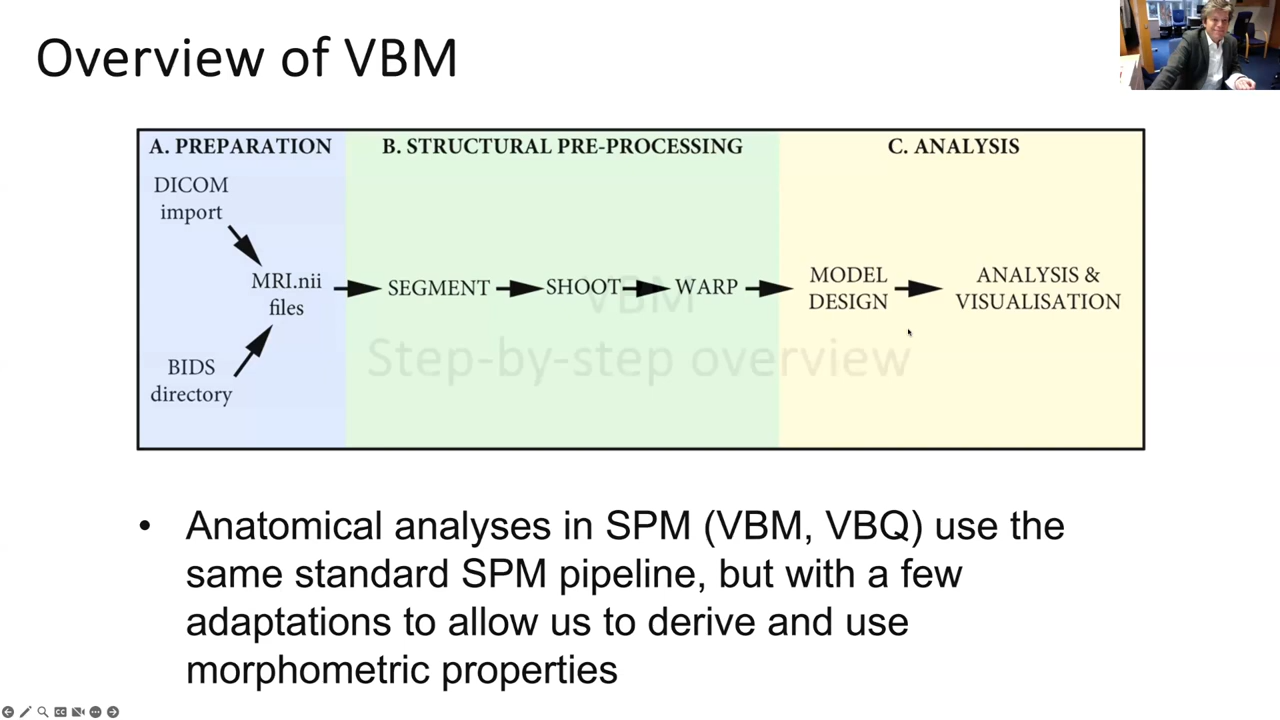 Overview of VBM
A. PREPARATION
B. STRUCTURAL PRE-PROCESSING
C. ANALYSIS
DICOM
import
MRI.nii
files
BIDS
directory
SEGMENT
SHOOT
WARP
MODEL
DESIGN
ANALYSIS &
VISUALISATION
VBM
Step-by-step overview
• Anatomical analyses in SPM (VBM, VBQ) use the
same standard SPM pipeline, but with a few
adaptations to allow us to derive and use
morphometric properties